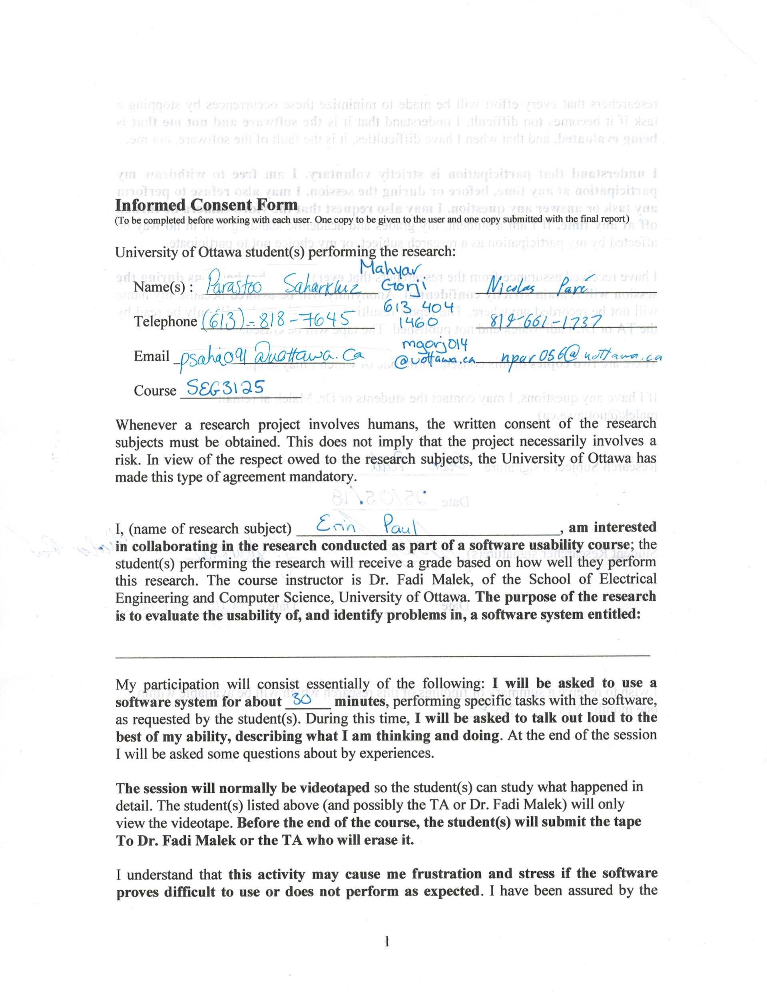 Informed Consent Form
(To be completed before working with each user. One copy to be given to the user and one copy submitted with the final report)
University of Ottawa student(s) performing the research:
Mahyar
Name(s) : Parastoo Saharkhiz Gorji Nicolas Paré
613 404
Telephone (613)-818-7645 1460 819-661-1737
mgorj014
Email @uottawa.ca npar056@uottawa.ca
Course SEG3125
Whenever a research project involves humans, the written consent of the research
subjects must be obtained. This does not imply that the project necessarily involves a
risk. In view of the respect owed to the research subjects, the University of Ottawa has
made this type of agreement mandatory.
I, (name of research subject) Erin Paul , am interested
in collaborating in the research conducted as part of a software usability course; the
student(s) performing the research will receive a grade based on how well they perform
this research. The course instructor is Dr. Fadi Malek, of the School of Electrical
Engineering and Computer Science, University of Ottawa. The purpose of the research
is to evaluate the usability of, and identify problems in, a software system entitled:
My participation will consist essentially of the following: I will be asked to use a
software system for about 30 minutes, performing specific tasks with the software,
as requested by the student(s). During this time, I will be asked to talk out loud to the
best of my ability, describing what I am thinking and doing. At the end of the session
I will be asked some questions about by experiences.
The session will normally be videotaped so the student(s) can study what happened in
detail. The student(s) listed above (and possibly the TA or Dr. Fadi Malek) will only
view the videotape. Before the end of the course, the student(s) will submit the tape
To Dr. Fadi Malek or the TA who will erase it.
I understand that this activity may cause me frustration and stress if the software
proves difficult to use or does not perform as expected. I have been assured by the
1